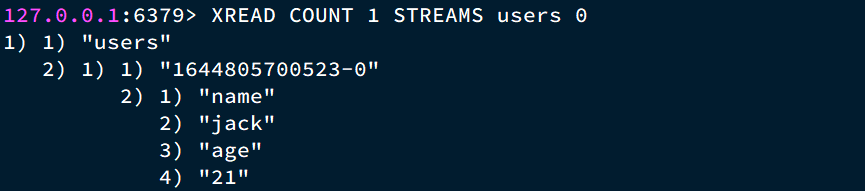 127.0.0.1:6379> XREAD COUNT 1 STREAMS users 0
1) 1) "users"
   2) 1) 1) "1644805700523-0"
         2) 1) "name"
            2) "jack"
            3) "age"
            4) "21"